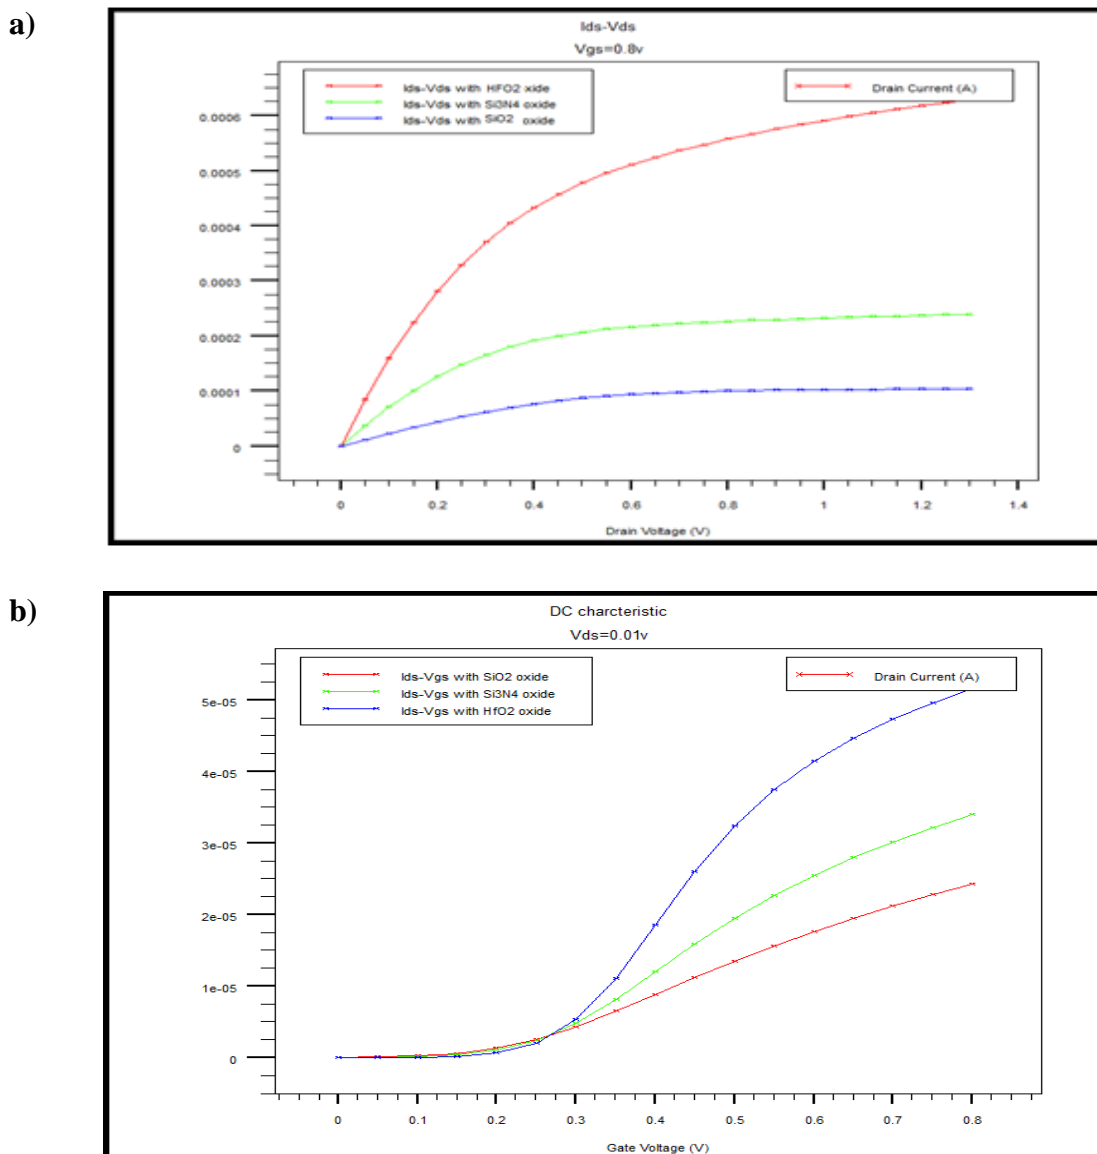 a)
Ids-Vds
Vgs=0.8v
Ids-Vds with HFO2 oxide
Ids-Vds with Si3N4 oxide
Ids-Vds with SiO2 oxide
Drain Current (A)
0.0006
0.0005
0.0004
0.0003
0.0002
0.0001
0
0 0.2 0.4 0.6 0.8 1 1.2 1.4
Drain Voltage (V)
b)
DC charcteristic
Vds=0.01v
Ids-Vgs with SiO2 oxide
Ids-Vgs with Si3N4 oxide
Ids-Vgs with HfO2 oxide
Drain Current (A)
5e-05
4e-05
3e-05
2e-05
1e-05
0
0 0.1 0.2 0.3 0.4 0.5 0.6 0.7 0.8
Gate Voltage (V)